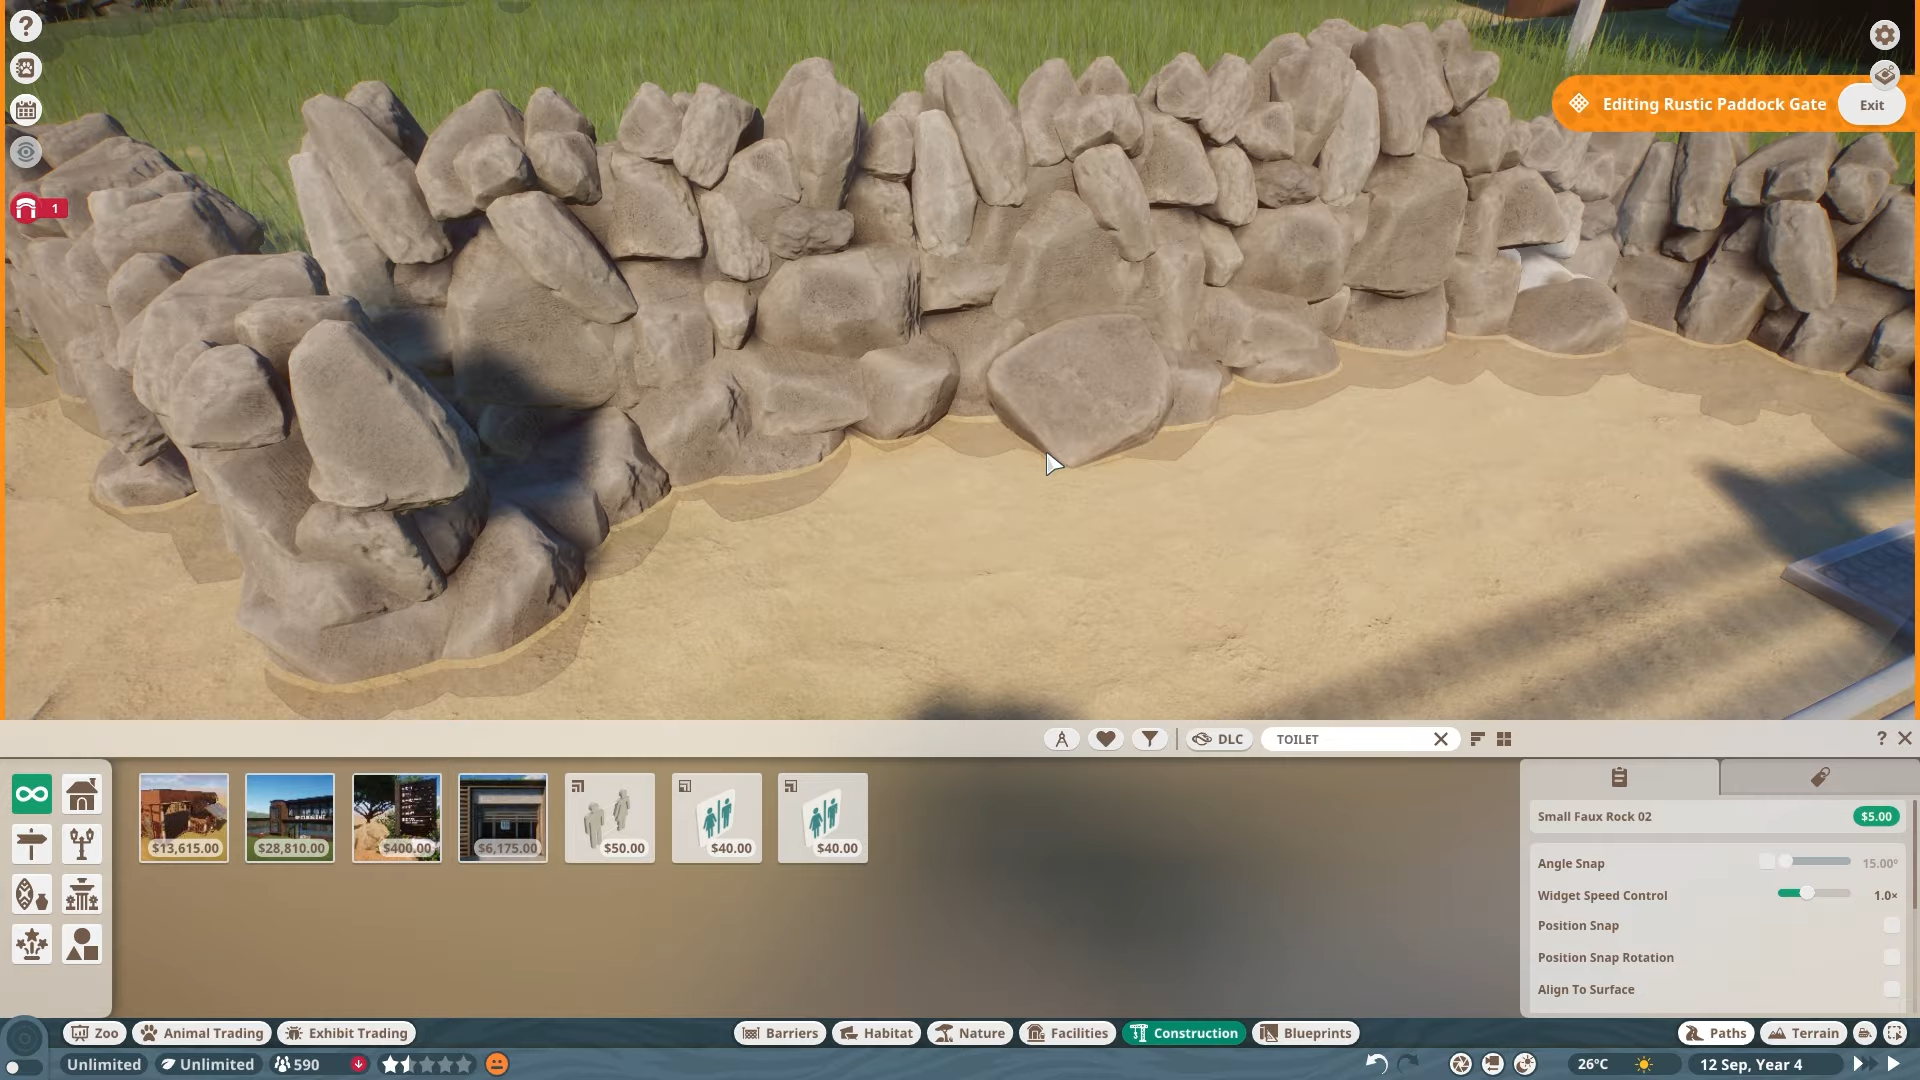 ?
Editing Rustic Paddock Gate
Exit
1
DLC
TOILET
?
$13,615.00
$28,810.00
$400.00
$6,175.00
$50.00
$40.00
$40.00
Small Faux Rock 02
$5.00
Angle Snap
15.00°
Widget Speed Control
1.0×
Position Snap
Position Snap Rotation
Align To Surface
Zoo
Animal Trading
Exhibit Trading
Barriers
Habitat
Nature
Facilities
Construction
Blueprints
Paths
Terrain
Unlimited
Unlimited
590
26°C
12 Sep, Year 4